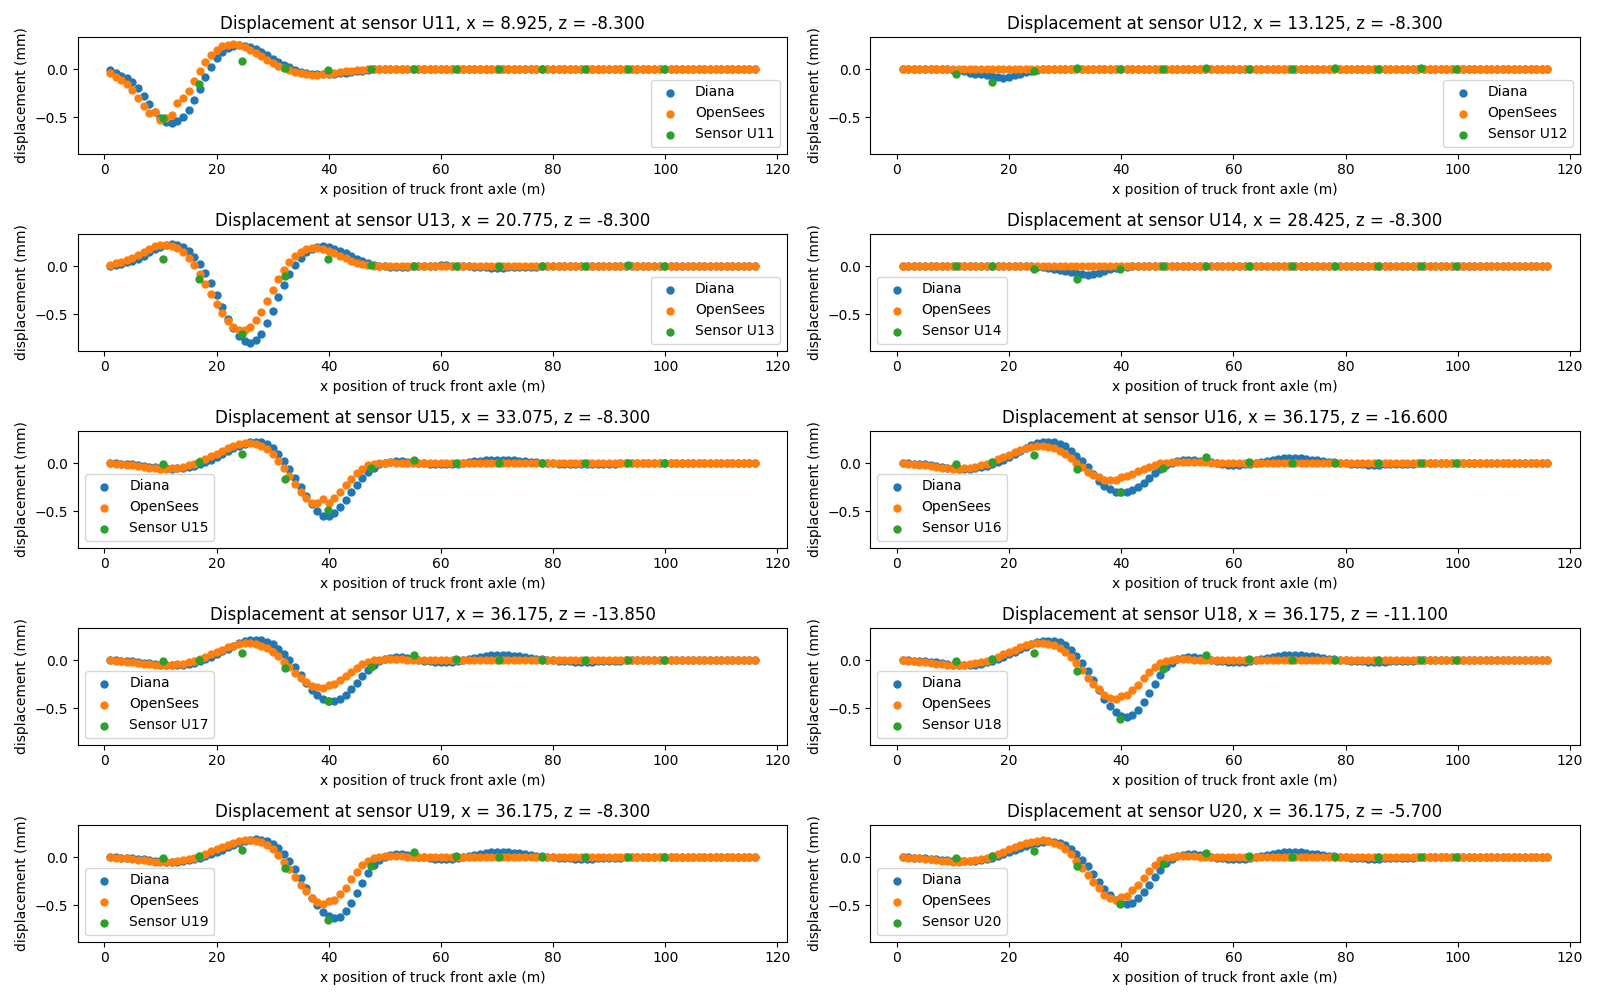 Displacement at sensor U11, x = 8.925, z = -8.300
displacement (mm)
0.0
−0.5
Diana
OpenSees
Sensor U11
0 20 40 60 80 100 120
x position of truck front axle (m)
Displacement at sensor U12, x = 13.125, z = -8.300
displacement (mm)
0.0
−0.5
Diana
OpenSees
Sensor U12
0 20 40 60 80 100 120
x position of truck front axle (m)
Displacement at sensor U13, x = 20.775, z = -8.300
displacement (mm)
0.0
−0.5
Diana
OpenSees
Sensor U13
0 20 40 60 80 100 120
x position of truck front axle (m)
Displacement at sensor U14, x = 28.425, z = -8.300
displacement (mm)
0.0
−0.5
Diana
OpenSees
Sensor U14
0 20 40 60 80 100 120
x position of truck front axle (m)
Displacement at sensor U15, x = 33.075, z = -8.300
displacement (mm)
0.0
−0.5
Diana
OpenSees
Sensor U15
0 20 40 60 80 100 120
x position of truck front axle (m)
Displacement at sensor U16, x = 36.175, z = -16.600
displacement (mm)
0.0
−0.5
Diana
OpenSees
Sensor U16
0 20 40 60 80 100 120
x position of truck front axle (m)
Displacement at sensor U17, x = 36.175, z = -13.850
displacement (mm)
0.0
−0.5
Diana
OpenSees
Sensor U17
0 20 40 60 80 100 120
x position of truck front axle (m)
Displacement at sensor U18, x = 36.175, z = -11.100
displacement (mm)
0.0
−0.5
Diana
OpenSees
Sensor U18
0 20 40 60 80 100 120
x position of truck front axle (m)
Displacement at sensor U19, x = 36.175, z = -8.300
displacement (mm)
0.0
−0.5
Diana
OpenSees
Sensor U19
0 20 40 60 80 100 120
x position of truck front axle (m)
Displacement at sensor U20, x = 36.175, z = -5.700
displacement (mm)
0.0
−0.5
Diana
OpenSees
Sensor U20
0 20 40 60 80 100 120
x position of truck front axle (m)